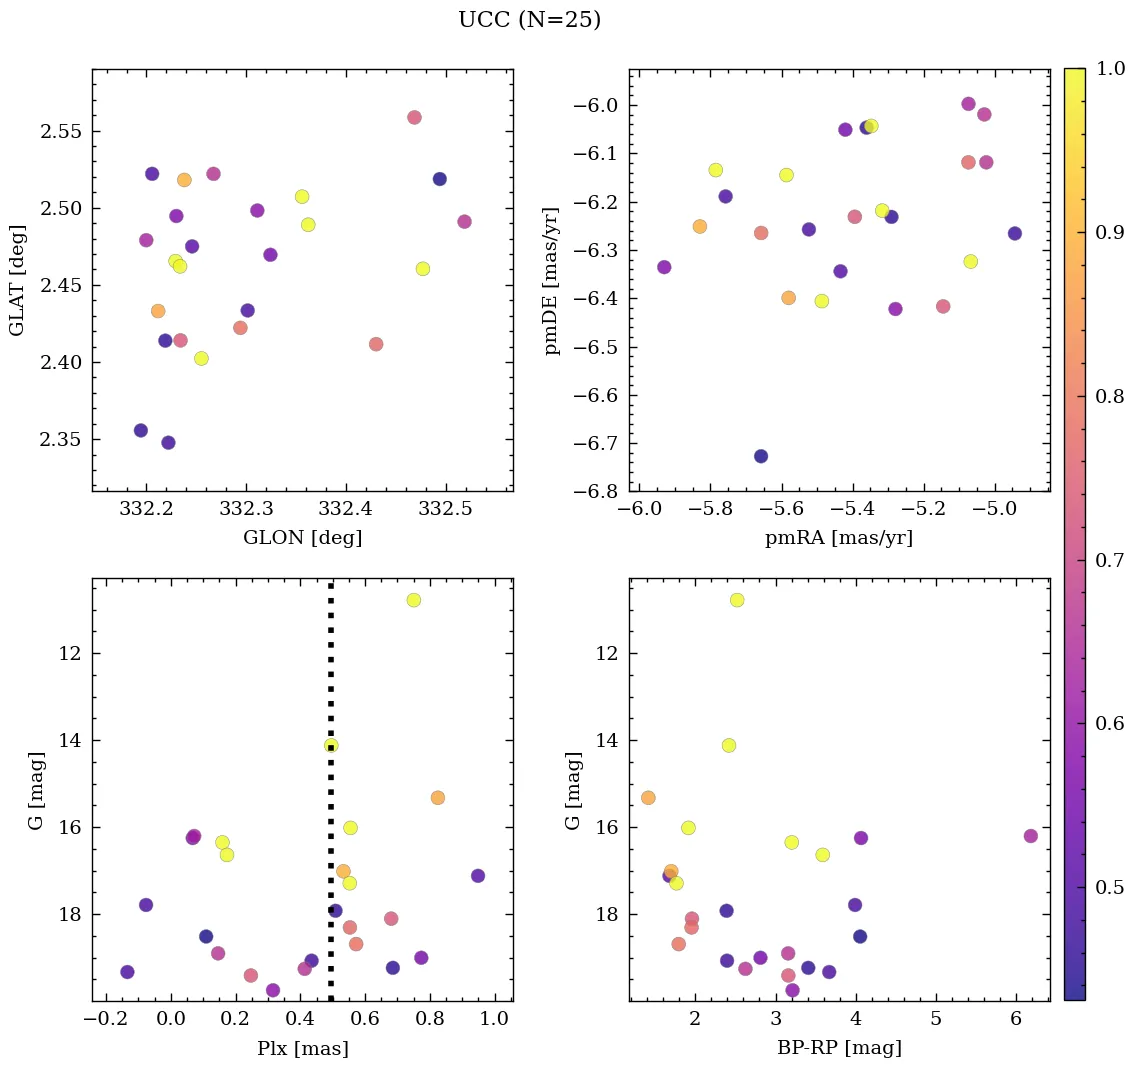 UCC (N=25)
2.55
2.50
2.45
2.40
2.35
GLAT [deg]
332.2 332.3 332.4 332.5
GLON [deg]
−6.0
−6.1
−6.2
−6.3
−6.4
−6.5
−6.6
−6.7
−6.8
pmDE [mas/yr]
−6.0 −5.8 −5.6 −5.4 −5.2 −5.0
pmRA [mas/yr]
1.0
0.9
0.8
0.7
0.6
0.5
12
14
16
18
G [mag]
−0.2 0.0 0.2 0.4 0.6 0.8 1.0
Plx [mas]
12
14
16
18
G [mag]
2 3 4 5 6
BP-RP [mag]